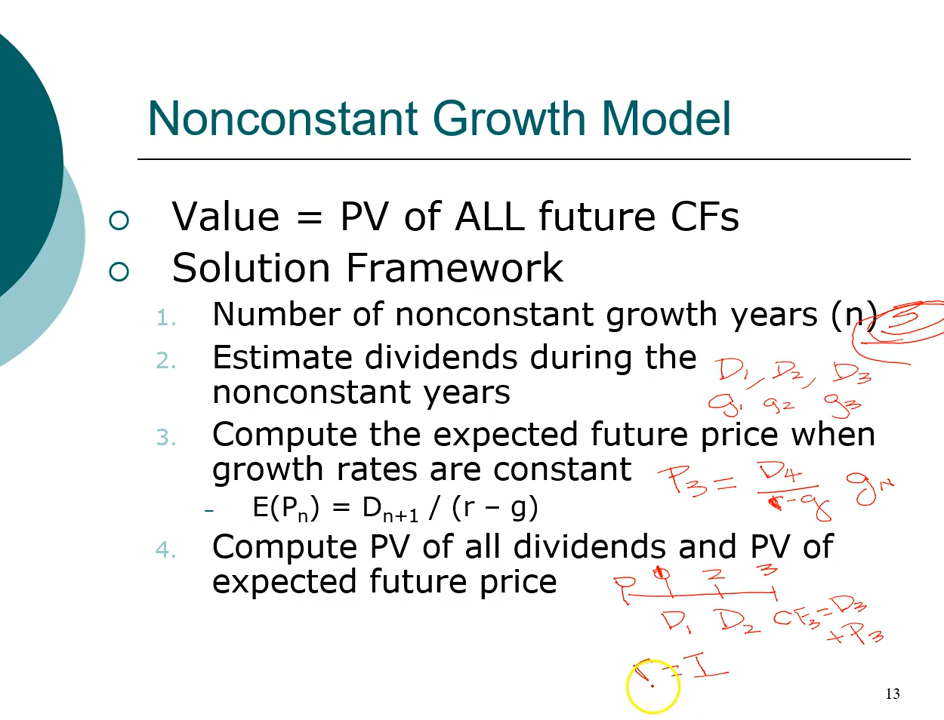 Nonconstant Growth Model
Value = PV of ALL future CFs
Solution Framework
1. Number of nonconstant growth years (n) 3
2. Estimate dividends during the
nonconstant years
D₁, D₂, D₃
g₁ g₂ g₃
3. Compute the expected future price when
growth rates are constant
P₃ = D₄ / r - g
– E(Pₙ) = Dₙ₊₁ / (r – g)
4. Compute PV of all dividends and PV of
expected future price
2 3
D₁ D₂ CF₃ = D₃
+ P₃
r = I
13